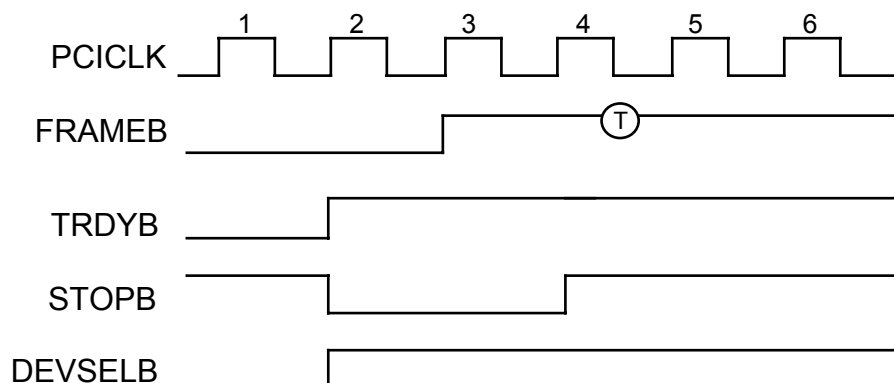 1 2 3 4 5 6
PCICLK
FRAMEB
T
TRDYB
STOPB
DEVSELB